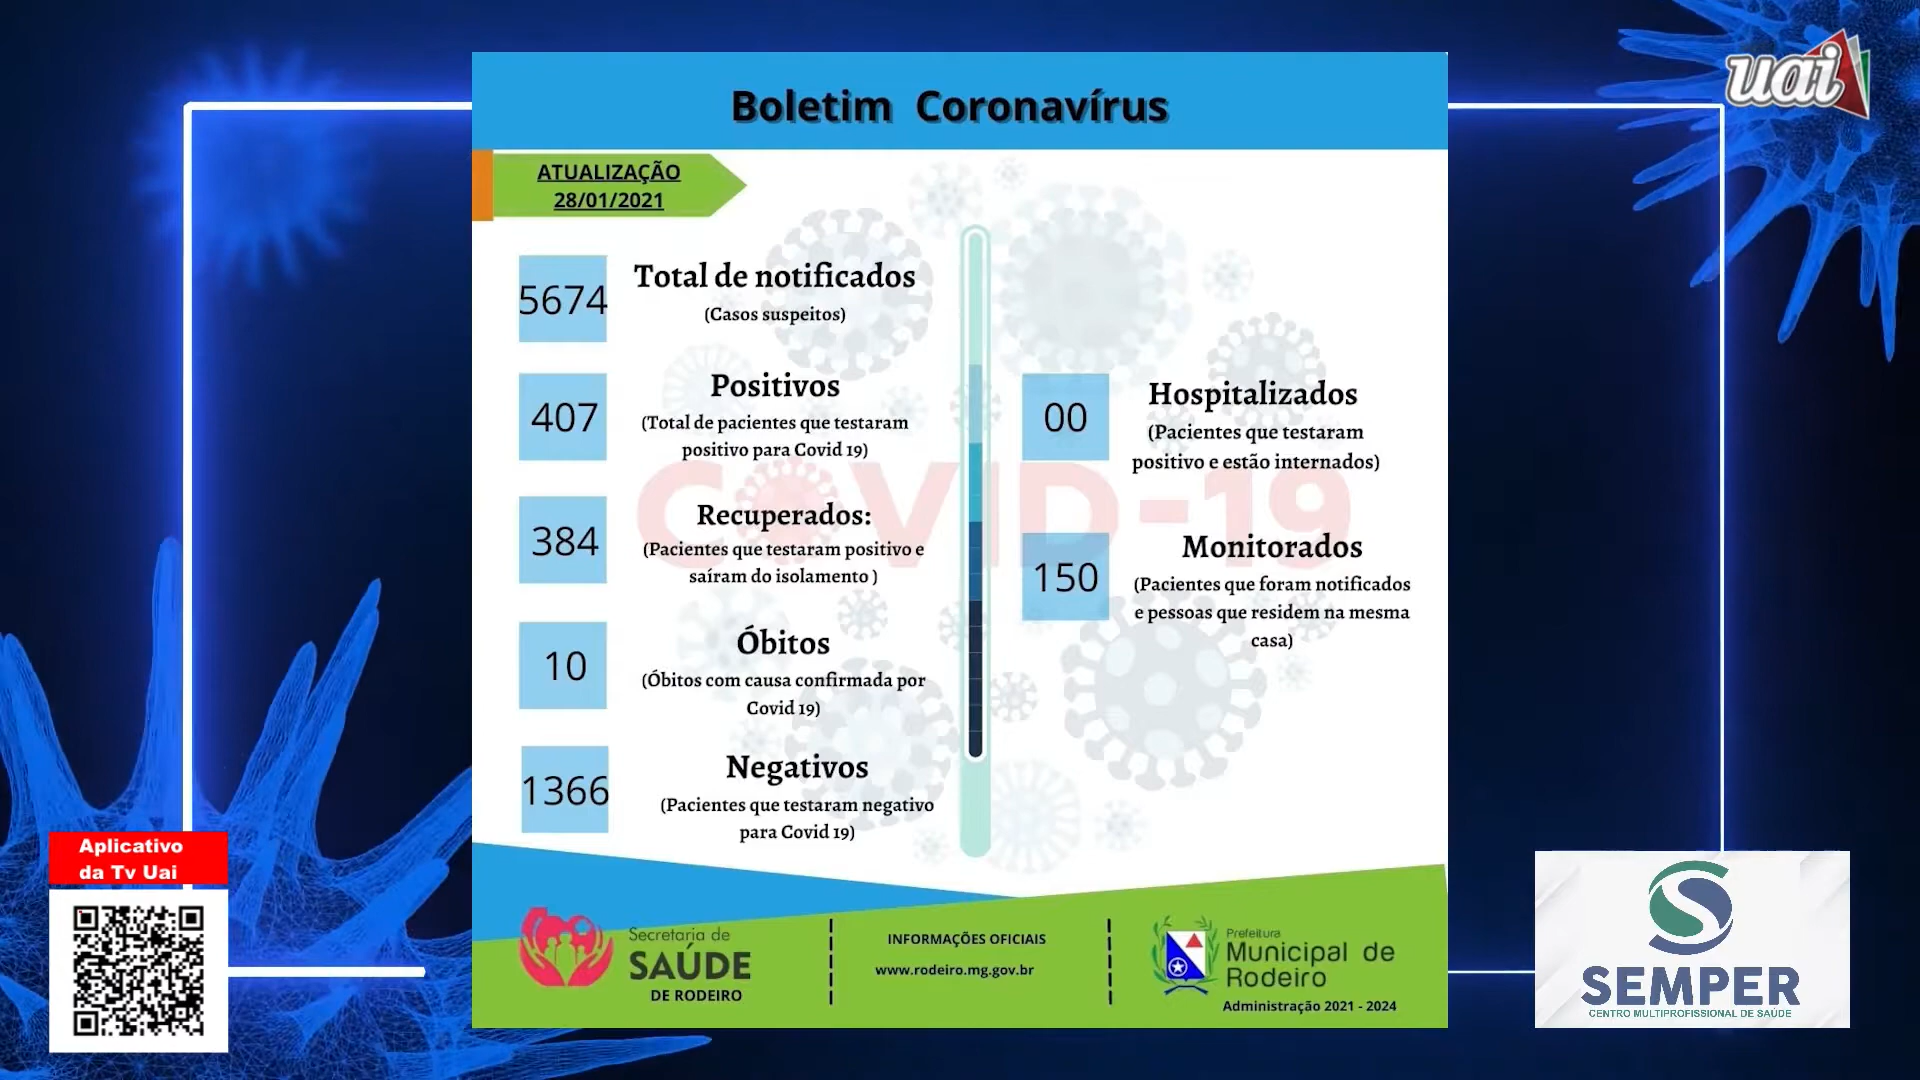 uai
Boletim Coronavírus
ATUALIZAÇÃO
28/01/2021
5674
Total de notificados
(Casos suspeitos)
407
Positivos
(Total de pacientes que testaram
positivo para Covid 19)
384
Recuperados:
(Pacientes que testaram positivo e
saíram do isolamento )
10
Óbitos
(Óbitos com causa confirmada por
Covid 19)
1366
Negativos
(Pacientes que testaram negativo
para Covid 19)
00
Hospitalizados
(Pacientes que testaram
positivo e estão internados)
150
Monitorados
(Pacientes que foram notificados
e pessoas que residem na mesma
casa)
COVID-19
Secretaria de
SAÚDE
DE RODEIRO
INFORMAÇÕES OFICIAIS
www.rodeiro.mg.gov.br
Prefeitura
Municipal de
Rodeiro
Administração 2021 - 2024
Aplicativo
da Tv Uai
SEMPER
CENTRO MULTIPROFISSIONAL DE SAÚDE